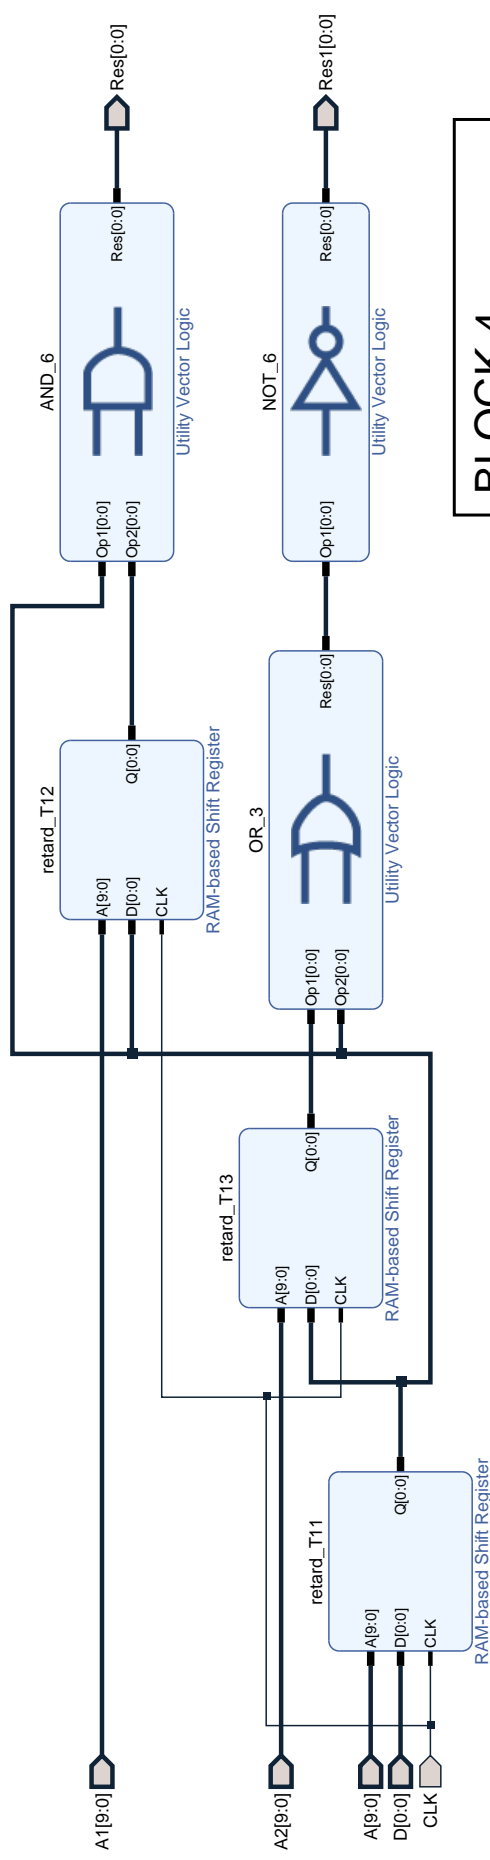 A1[9:0]
A2[9:0]
A[9:0]
D[0:0]
CLK
retard_T11
A[9:0]
D[0:0]
CLK
Q[0:0]
RAM-based Shift Register
retard_T13
A[9:0]
D[0:0]
CLK
Q[0:0]
RAM-based Shift Register
retard_T12
A[9:0]
D[0:0]
CLK
Q[0:0]
RAM-based Shift Register
OR_3
Op1[0:0]
Op2[0:0]
Res[0:0]
Utility Vector Logic
AND_6
Op1[0:0]
Op2[0:0]
Res[0:0]
Utility Vector Logic
NOT_6
Op1[0:0]
Res[0:0]
Utility Vector Logic
Res[0:0]
Res1[0:0]
BLOCK 4